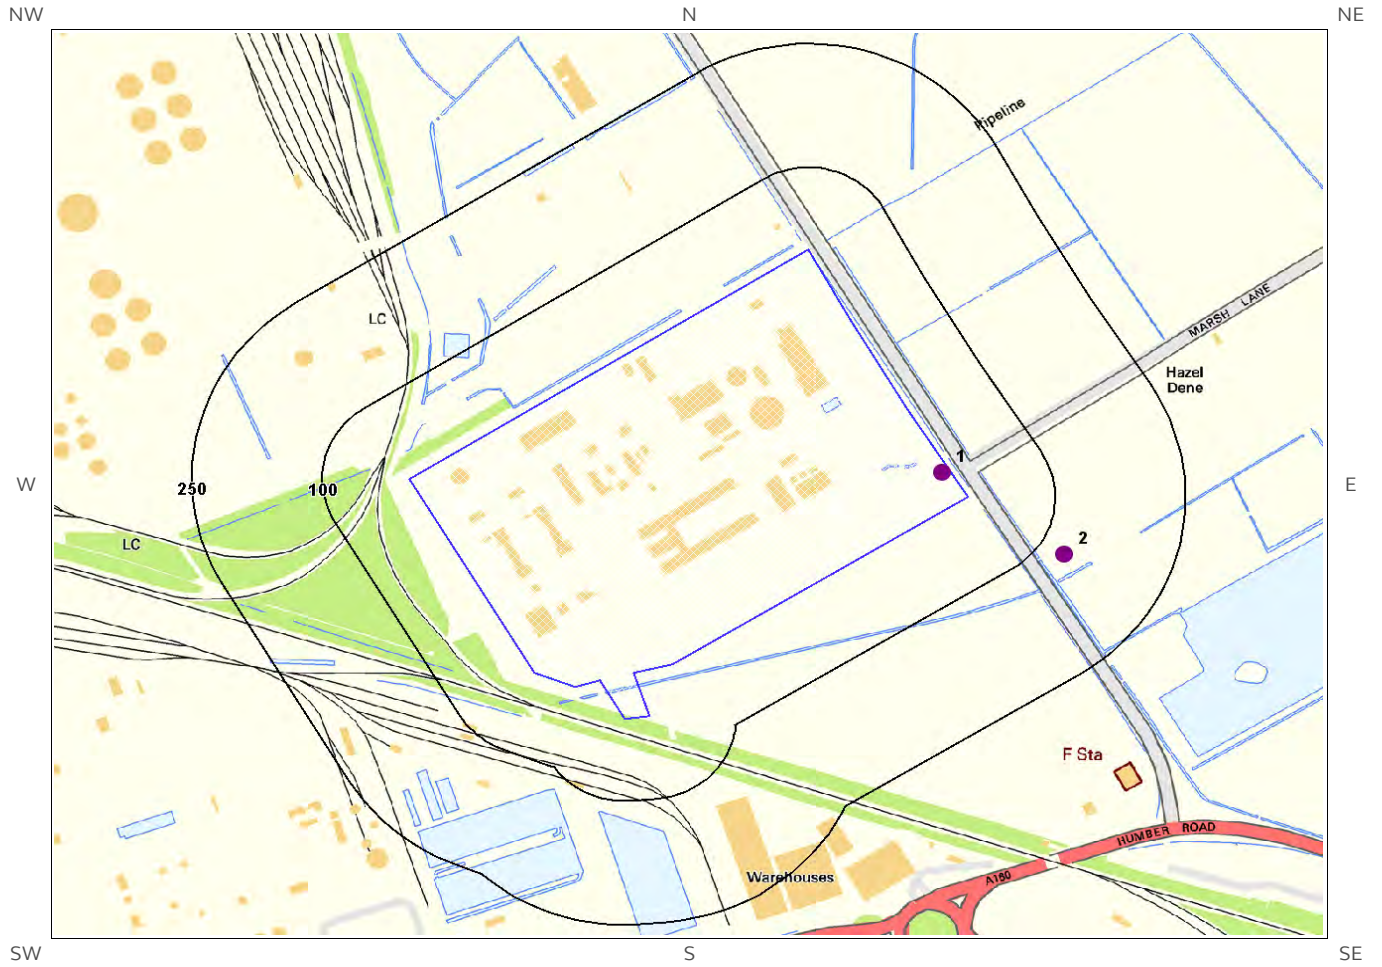 NW
N
NE
Pipeline
MARSH LANE
LC
Hazel
Dene
1
W
250
100
E
LC
2
F Sta
HUMBER ROAD
Warehouses
A180
SW
S
SE